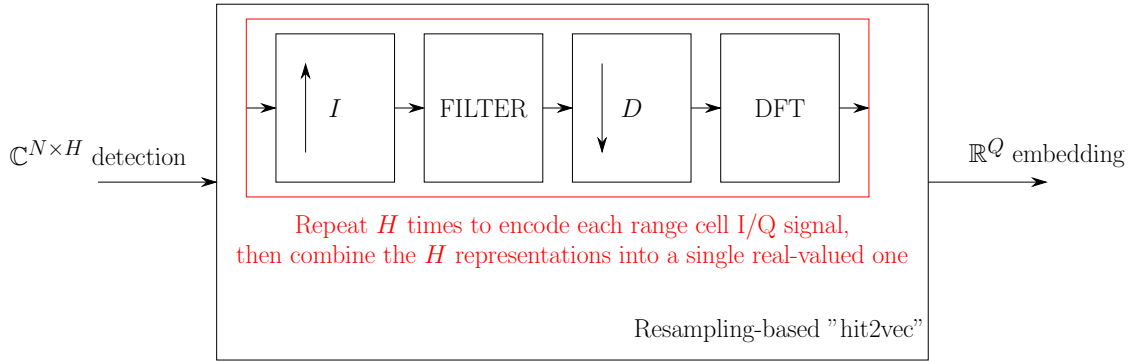 I
FILTER
D
DFT
ℂ^{N×H} detection
ℝ^Q embedding
Repeat H times to encode each range cell I/Q signal,
then combine the H representations into a single real-valued one
Resampling-based ”hit2vec”